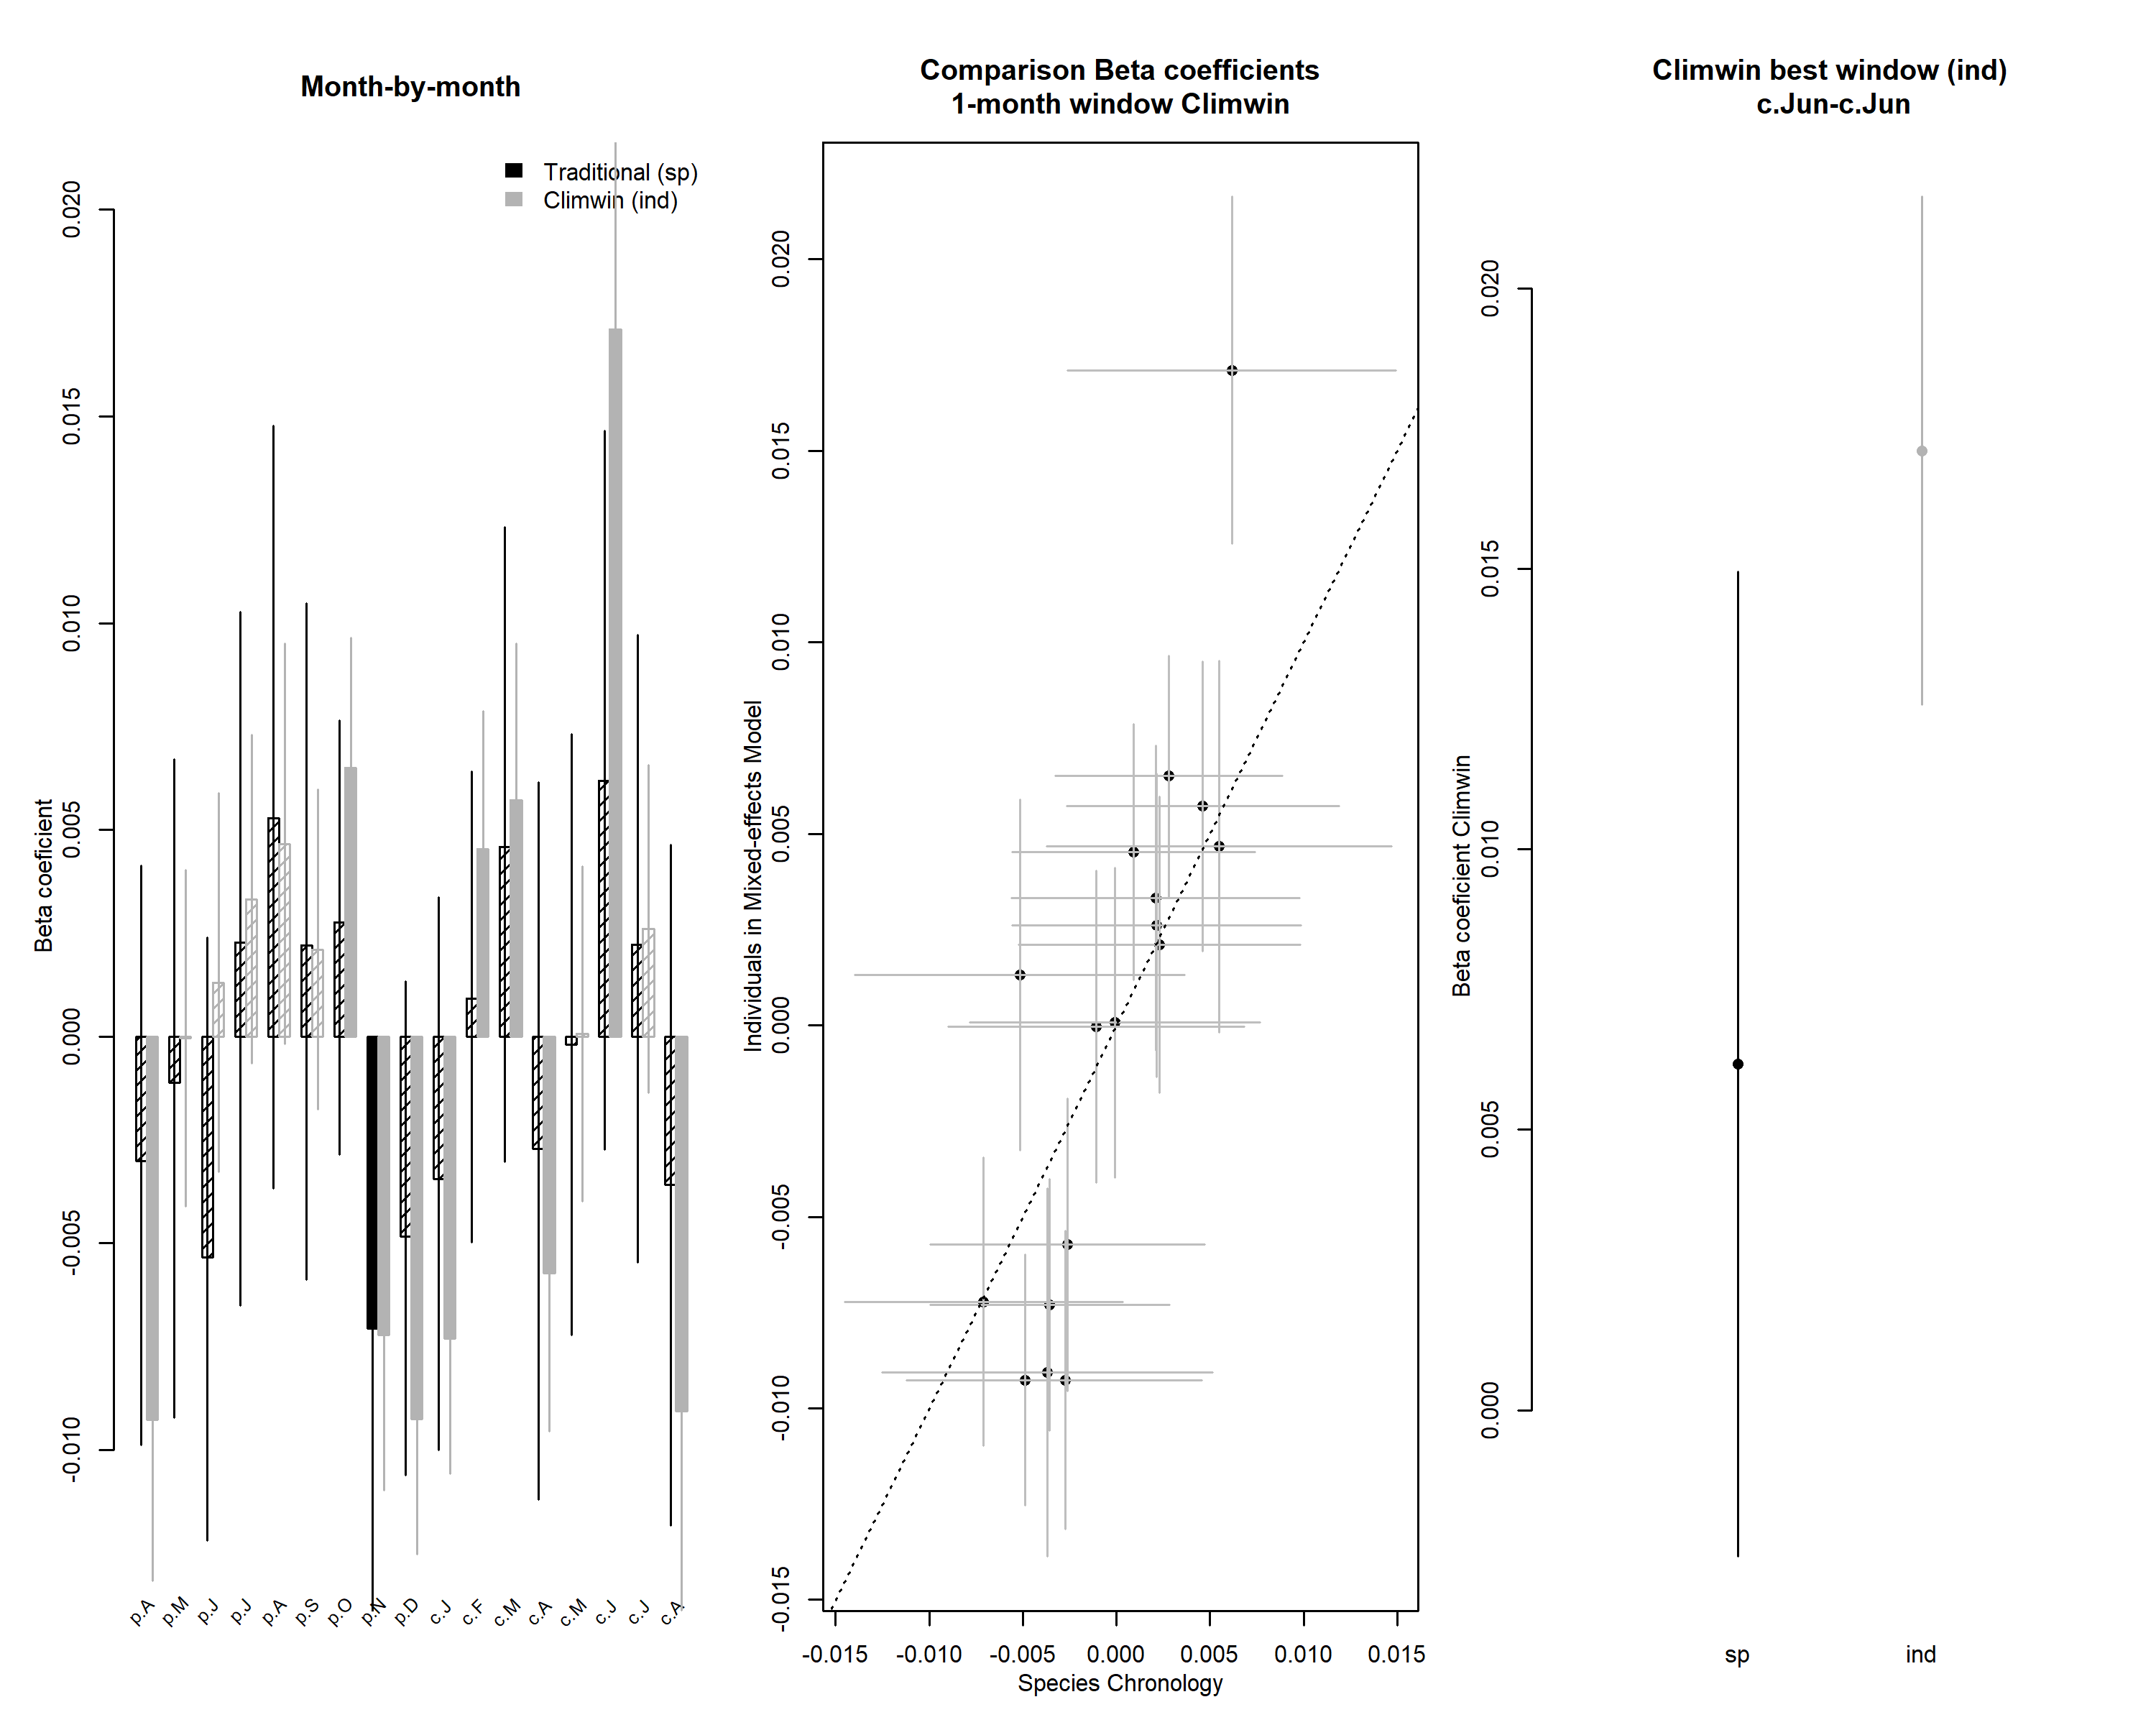 Month-by-month
Traditional (sp)
Climwin (ind)
Beta coeficient
0.020
0.015
0.010
0.005
0.000
-0.005
-0.010
p.A
p.M
p.J
p.J
p.A
p.S
p.O
p.N
p.D
c.J
c.F
c.M
c.A
c.M
c.J
c.J
c.A
Comparison Beta coefficients
1-month window Climwin
Individuals in Mixed-effects Model
0.020
0.015
0.010
0.005
0.000
-0.005
-0.010
-0.015
-0.015 -0.010 -0.005 0.000 0.005 0.010 0.015
Species Chronology
Climwin best window (ind)
c.Jun-c.Jun
Beta coefficient Climwin
0.020
0.015
0.010
0.005
0.000
sp
ind